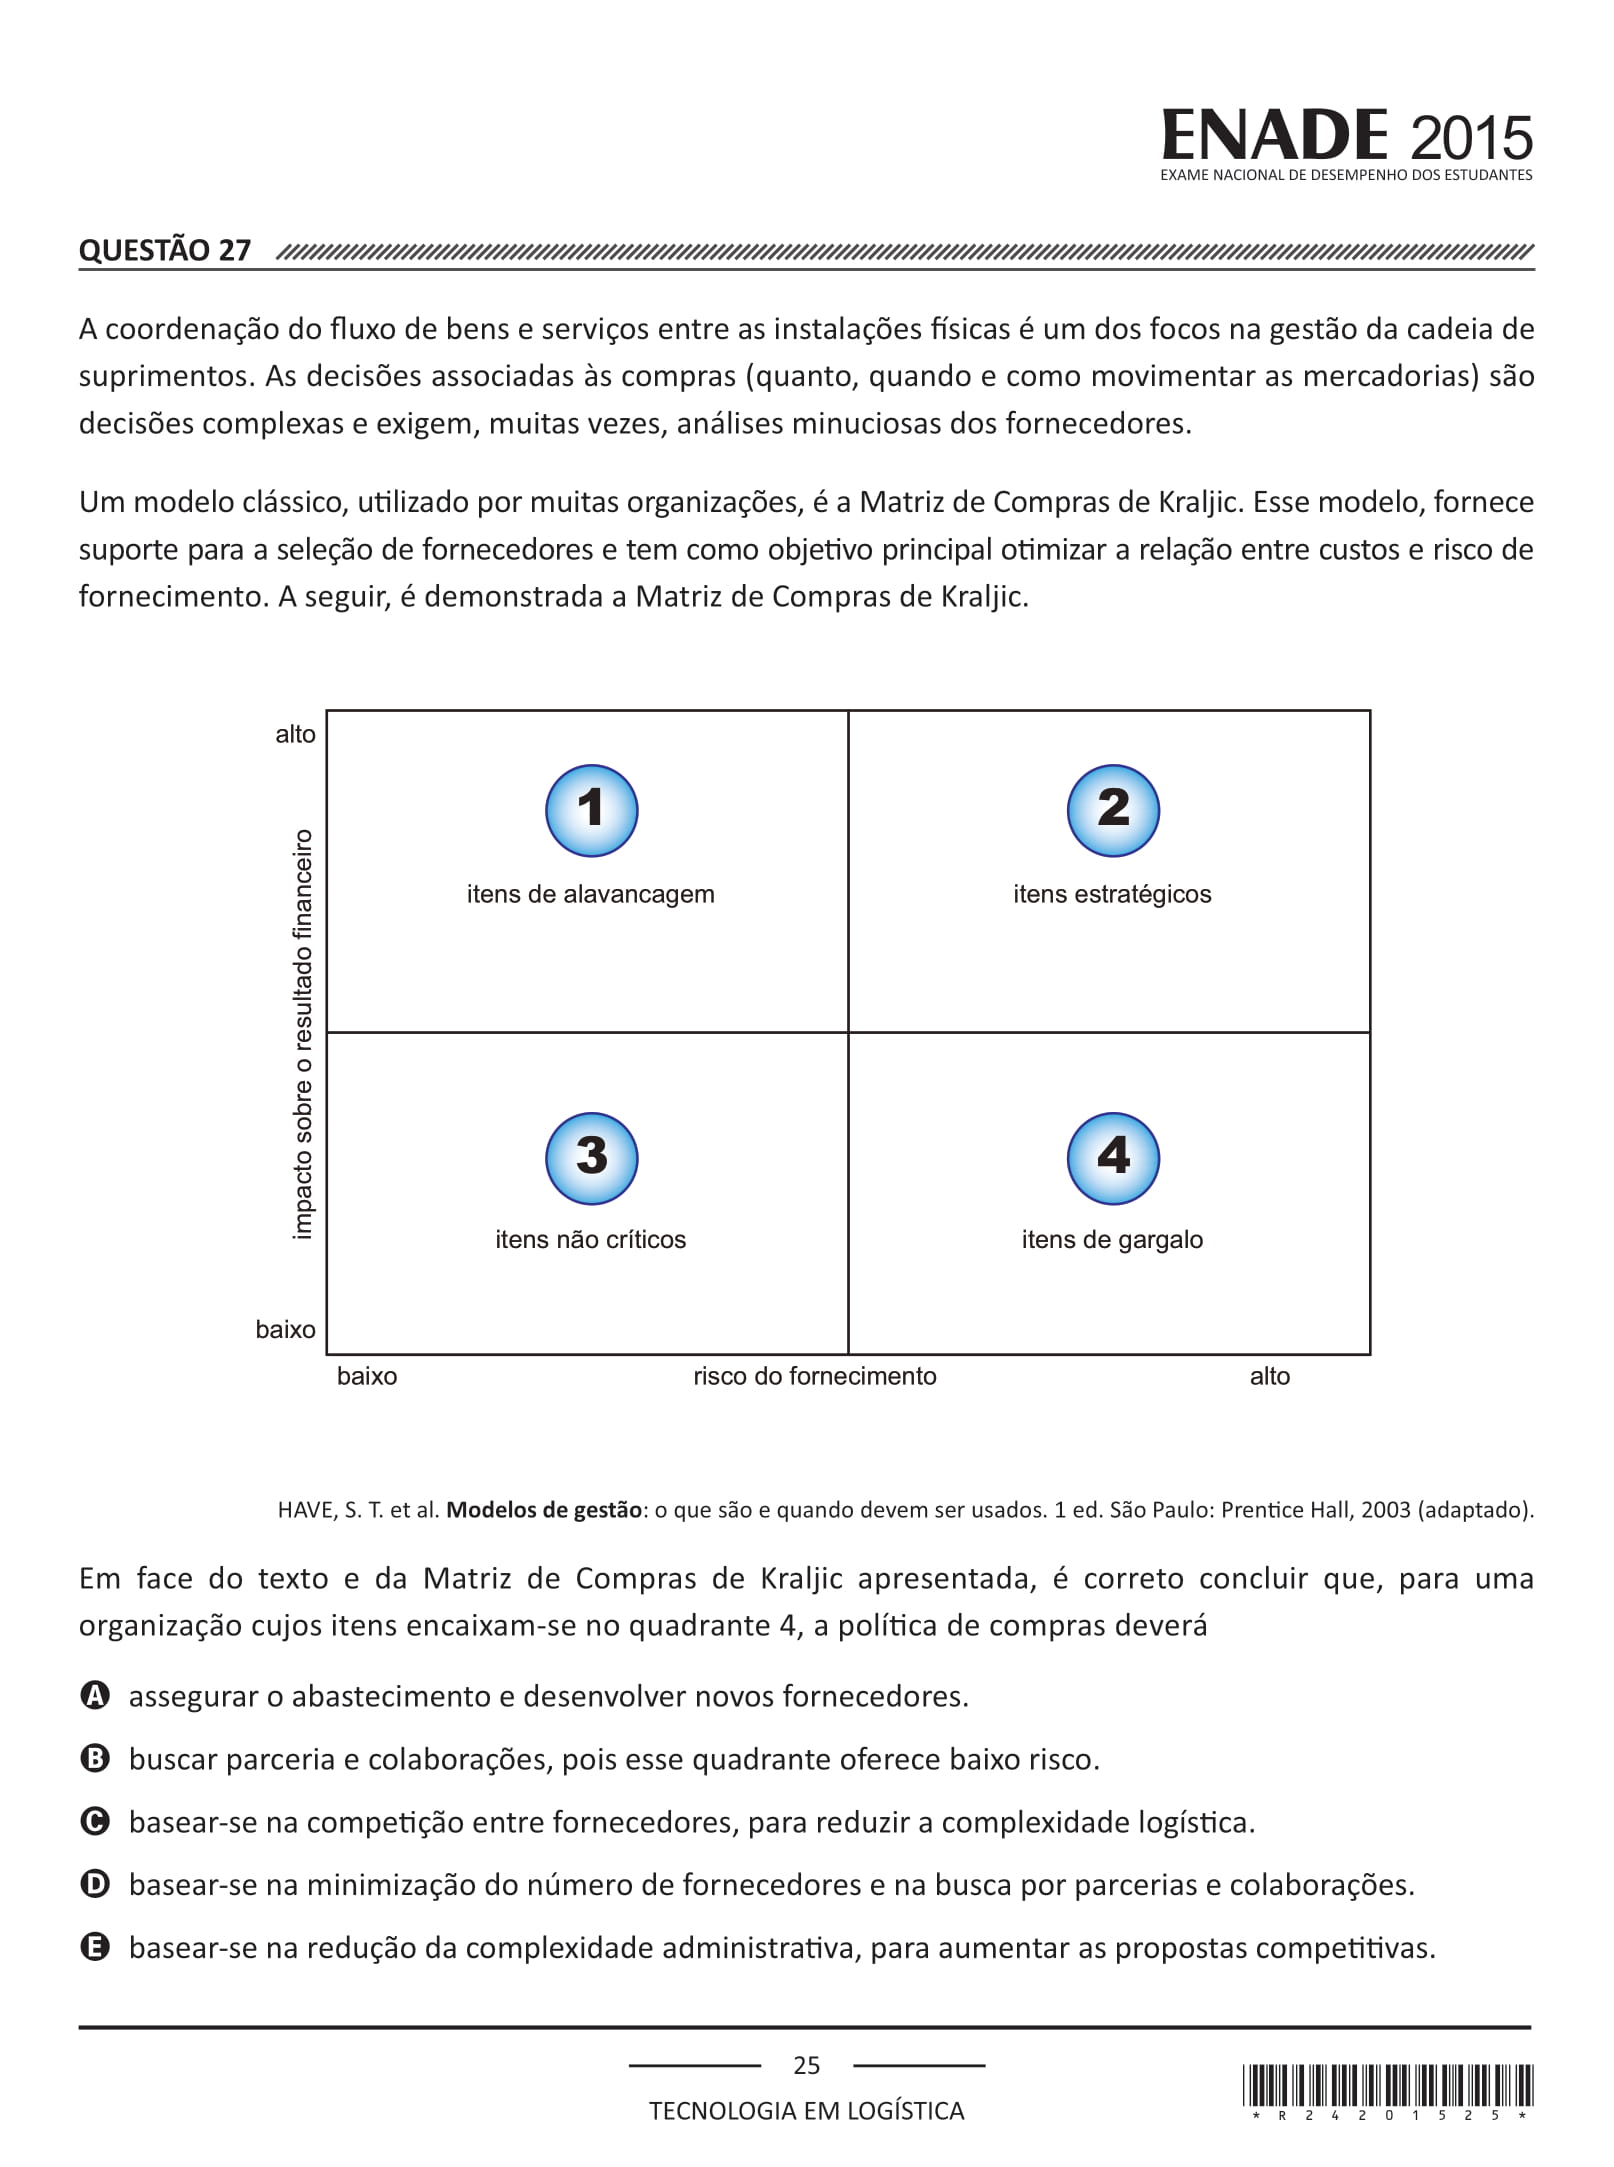 ENADE 2015
EXAME NACIONAL DE DESEMPENHO DOS ESTUDANTES
QUESTÃO 27
A coordenação do fluxo de bens e serviços entre as instalações físicas é um dos focos na gestão da cadeia de
suprimentos. As decisões associadas às compras (quanto, quando e como movimentar as mercadorias) são
decisões complexas e exigem, muitas vezes, análises minuciosas dos fornecedores.
Um modelo clássico, utilizado por muitas organizações, é a Matriz de Compras de Kraljic. Esse modelo, fornece
suporte para a seleção de fornecedores e tem como objetivo principal otimizar a relação entre custos e risco de
fornecimento. A seguir, é demonstrada a Matriz de Compras de Kraljic.
alto
impacto sobre o resultado financeiro
baixo
1
itens de alavancagem
2
itens estratégicos
3
itens não críticos
4
itens de gargalo
baixo
risco do fornecimento
alto
HAVE, S. T. et al. Modelos de gestão: o que são e quando devem ser usados. 1 ed. São Paulo: Prentice Hall, 2003 (adaptado).
Em face do texto e da Matriz de Compras de Kraljic apresentada, é correto concluir que, para uma
organização cujos itens encaixam-se no quadrante 4, a política de compras deverá
A assegurar o abastecimento e desenvolver novos fornecedores.
B buscar parceria e colaborações, pois esse quadrante oferece baixo risco.
C basear-se na competição entre fornecedores, para reduzir a complexidade logística.
D basear-se na minimização do número de fornecedores e na busca por parcerias e colaborações.
E basear-se na redução da complexidade administrativa, para aumentar as propostas competitivas.
25
TECNOLOGIA EM LOGÍSTICA
* R 2 4 2 0 1 5 2 5 *